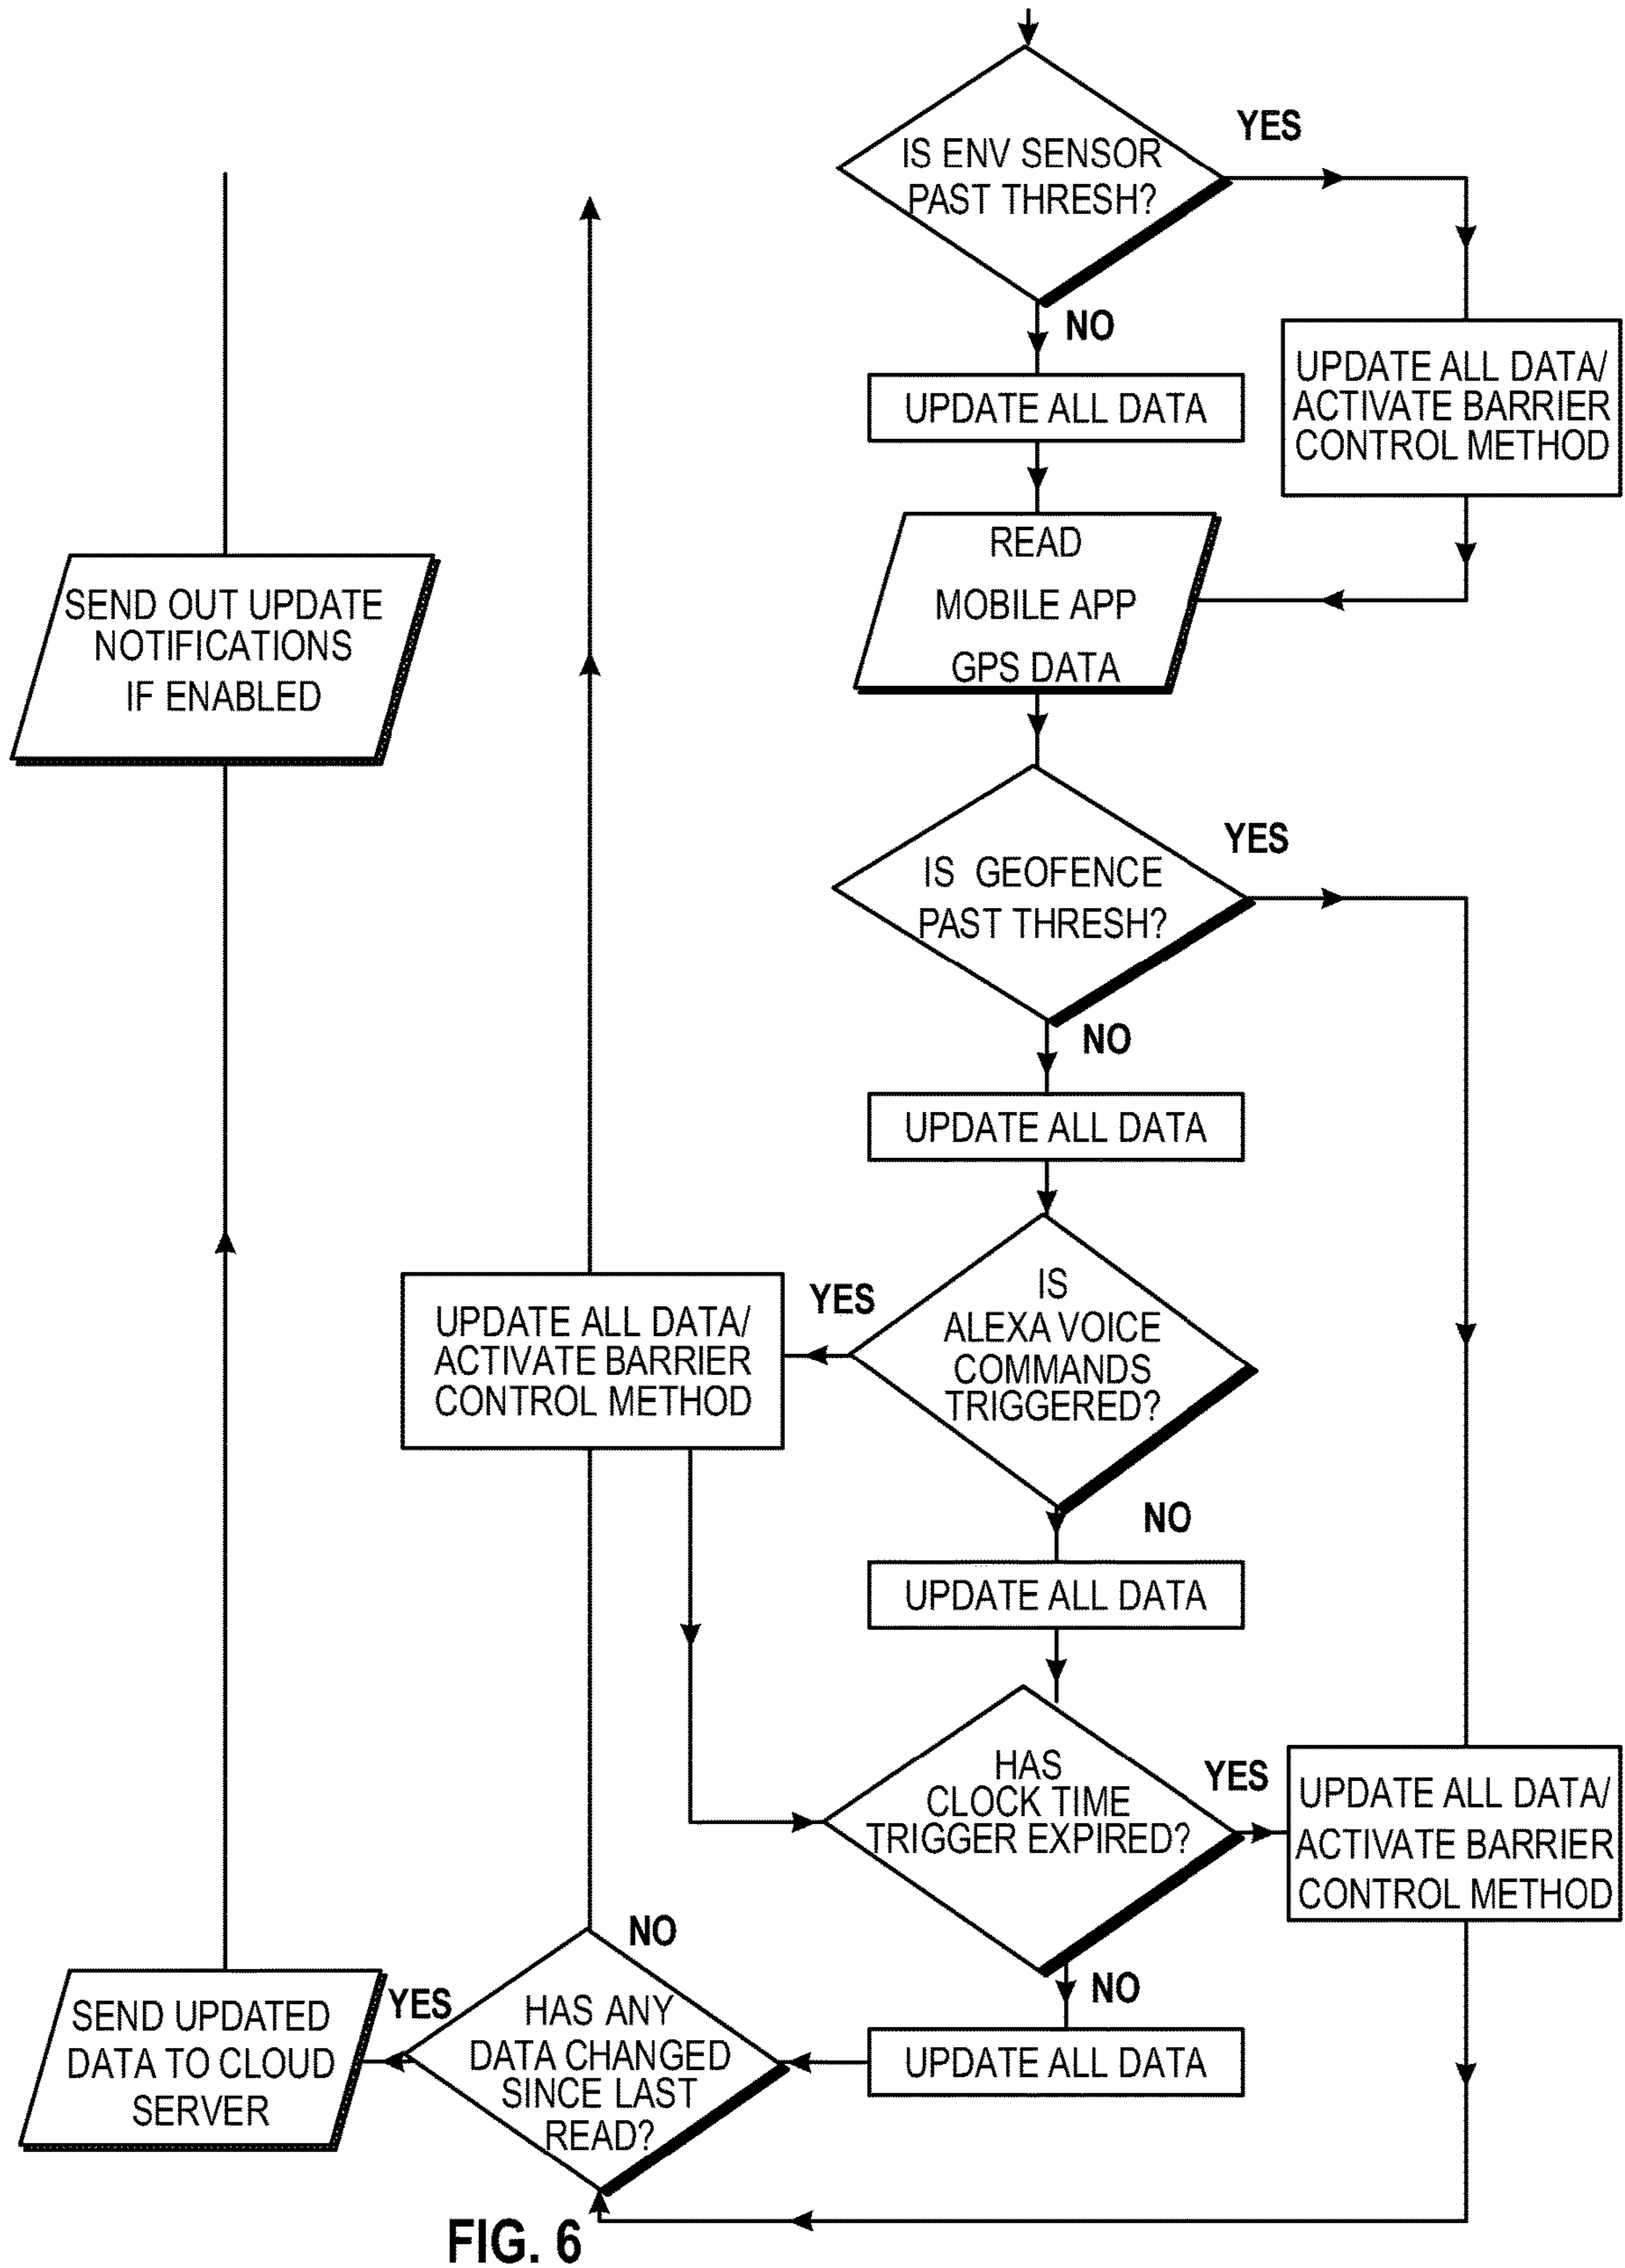 YES
IS ENV SENSOR
PAST THRESH?
NO
UPDATE ALL DATA/
ACTIVATE BARRIER
CONTROL METHOD
UPDATE ALL DATA
READ
MOBILE APP
GPS DATA
SEND OUT UPDATE
NOTIFICATIONS
IF ENABLED
YES
IS GEOFENCE
PAST THRESH?
NO
UPDATE ALL DATA
YES
IS
ALEXA VOICE
COMMANDS
TRIGGERED?
UPDATE ALL DATA/
ACTIVATE BARRIER
CONTROL METHOD
NO
UPDATE ALL DATA
HAS
CLOCK TIME
TRIGGER EXPIRED?
YES
UPDATE ALL DATA/
ACTIVATE BARRIER
CONTROL METHOD
NO
UPDATE ALL DATA
NO
HAS ANY
DATA CHANGED
SINCE LAST
READ?
YES
SEND UPDATED
DATA TO CLOUD
SERVER
FIG. 6